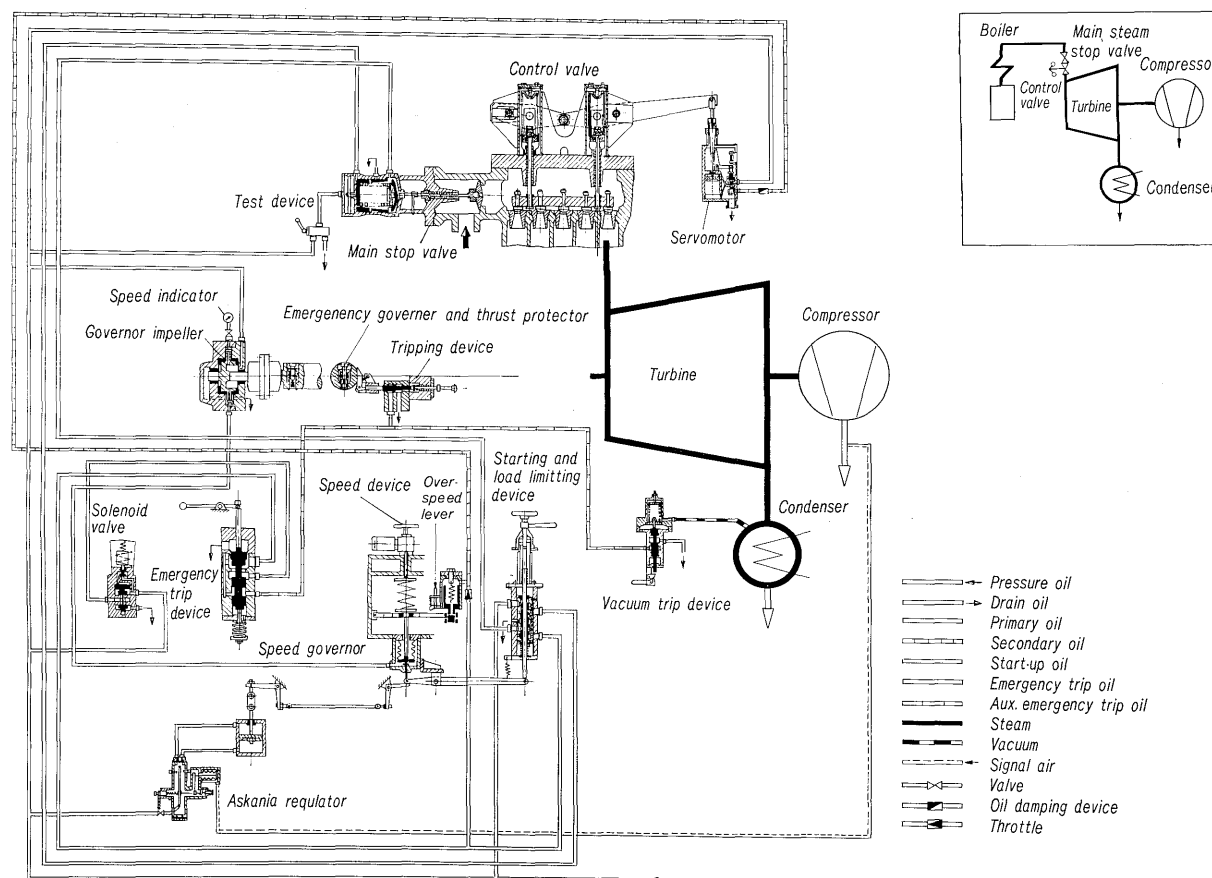 Control valve
Test device
Main stop valve
Servomotor
Boiler
Main steam
stop valve
Compressor
Control
valve
Turbine
Condenser
Speed indicator
Governor impeller
Emergenency governer and thrust protector
Tripping device
Turbine
Compressor
Solenoid
valve
Emergency
trip
device
Speed device
Over-
speed
lever
Starting and
load limitting
device
Condenser
Vacuum trip device
Speed governor
Askania requlator
Pressure oil
Drain oil
Primary oil
Secondary oil
Start-up oil
Emergency trip oil
Aux. emergency trip oil
Steam
Vacuum
Signal air
Valve
Oil damping device
Throttle